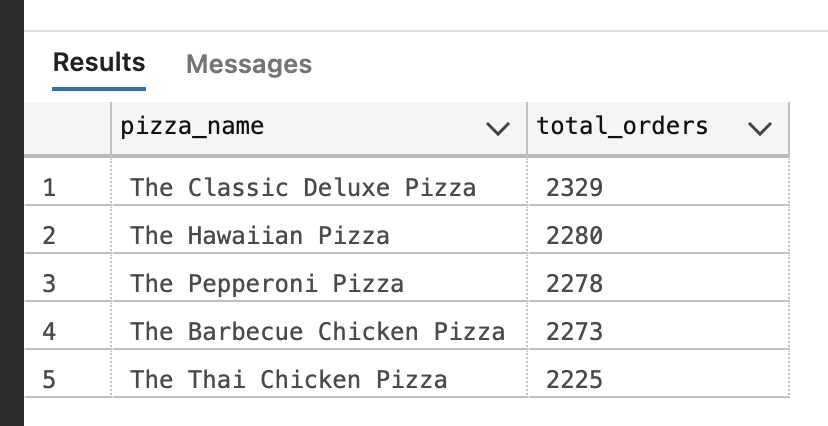 Results Messages
pizza_name total_orders
1 The Classic Deluxe Pizza 2329
2 The Hawaiian Pizza 2280
3 The Pepperoni Pizza 2278
4 The Barbecue Chicken Pizza 2273
5 The Thai Chicken Pizza 2225